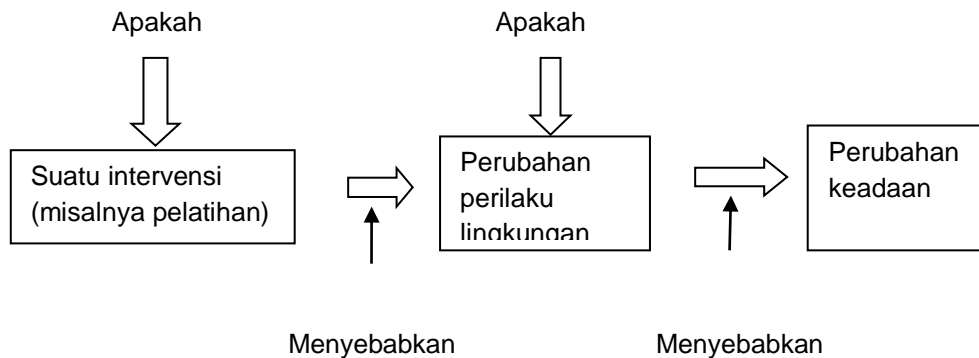 Apakah
Apakah
Suatu intervensi
(misalnya pelatihan)
Perubahan
perilaku
lingkungan
Perubahan
keadaan
Menyebabkan
Menyebabkan